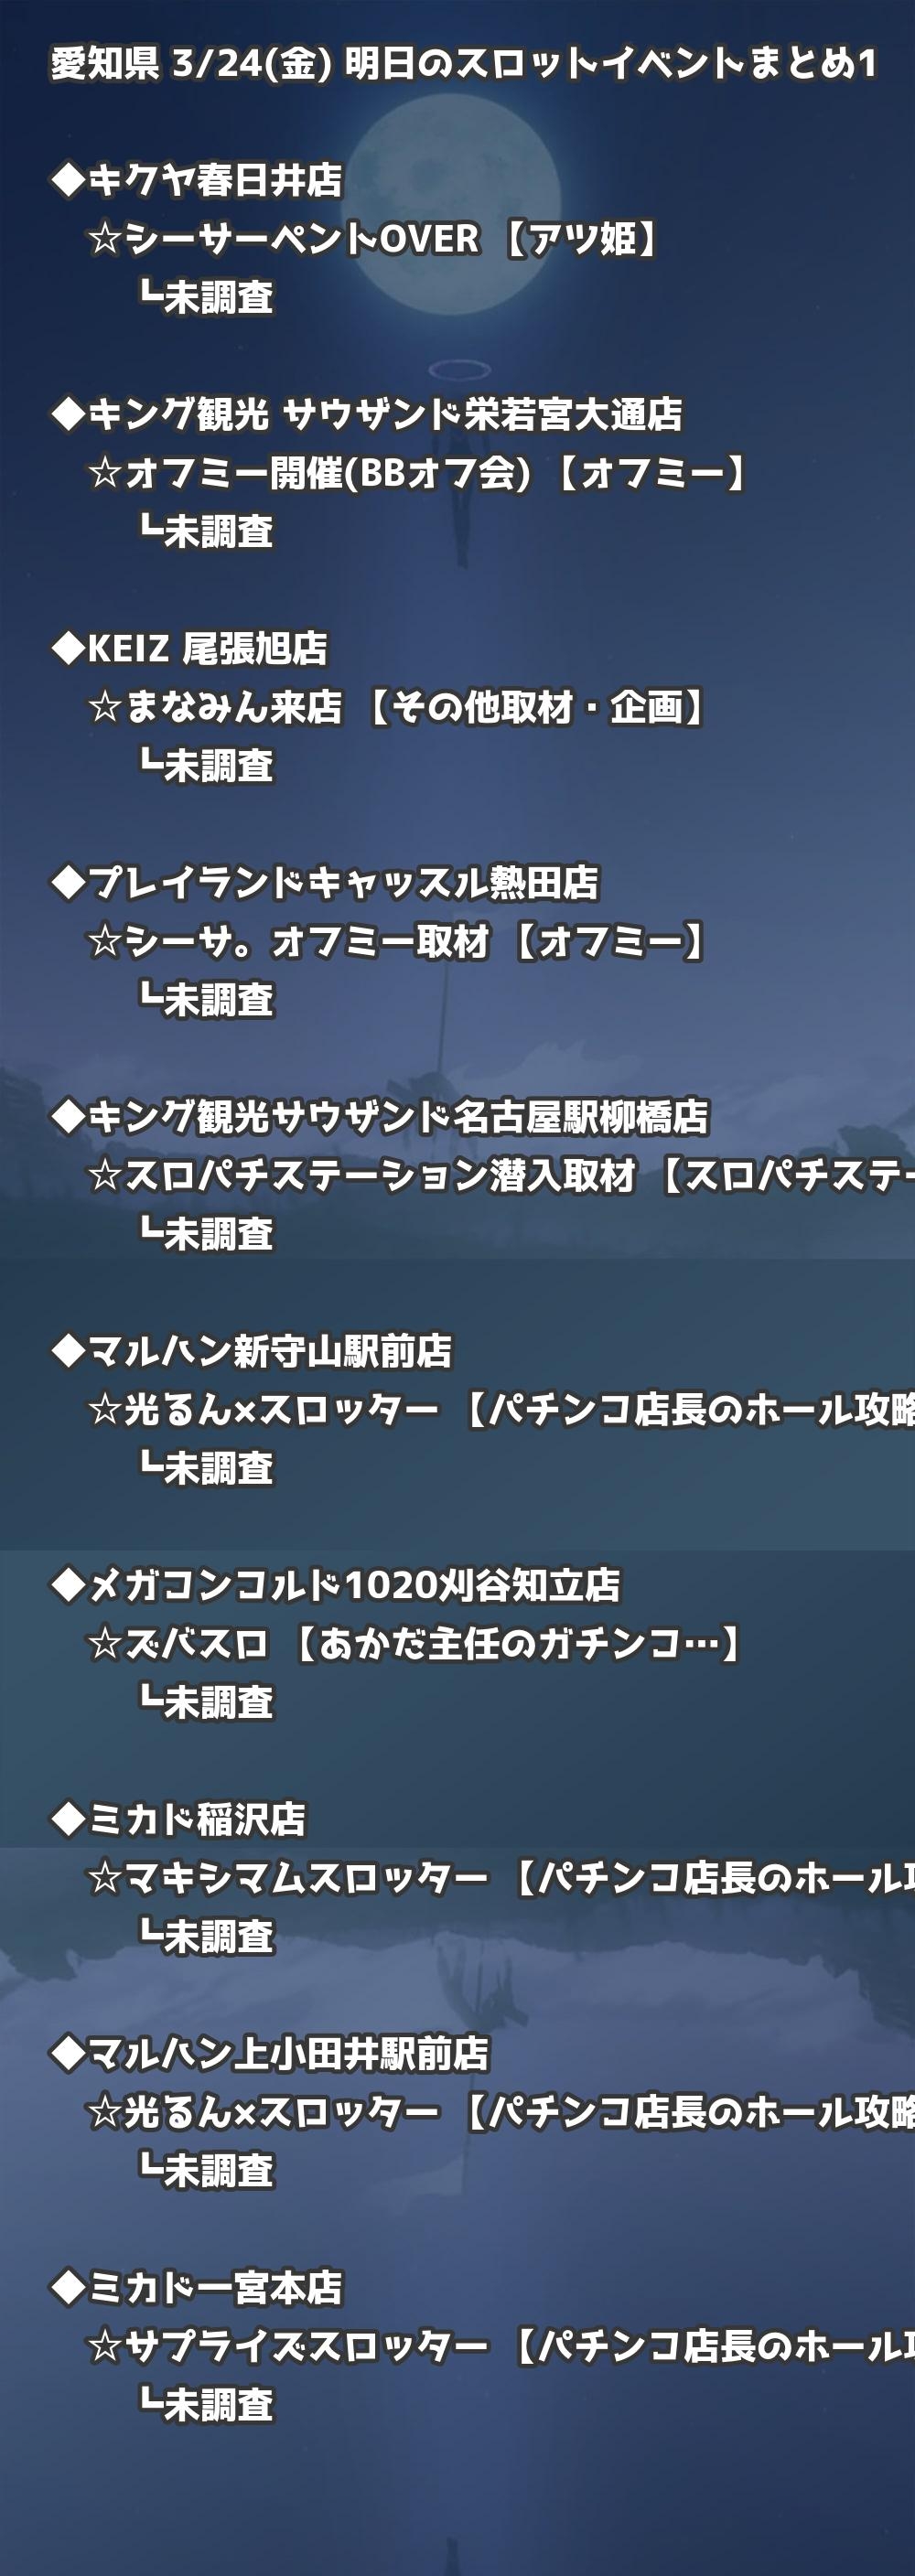 愛知県 3/24(金) 明日のスロットイベントまとめ1
◆キクヤ春日井店
☆シーサーペントOVER 【アツ姫】
┗未調査
◆キング観光 サウザンド栄若宮大通店
☆オフミー開催(BBオフ会) 【オフミー】
┗未調査
◆KEIZ 尾張旭店
☆まなみん来店 【その他取材・企画】
┗未調査
◆プレイランドキャッスル熱田店
☆シーサ。オフミー取材 【オフミー】
┗未調査
◆キング観光サウザンド名古屋駅柳橋店
☆スロパチステーション潜入取材 【スロパチステー
┗未調査
◆マルハン新守山駅前店
☆光るん×スロッター 【パチンコ店長のホール攻略
┗未調査
◆メガコンコルド1020刈谷知立店
☆ズバスロ 【あかだ主任のガチンコ…】
┗未調査
◆ミカド稲沢店
☆マキシマムスロッター 【パチンコ店長のホール攻
┗未調査
◆マルハン上小田井駅前店
☆光るん×スロッター 【パチンコ店長のホール攻略
┗未調査
◆ミカド一宮本店
☆サプライズスロッター 【パチンコ店長のホール攻
┗未調査